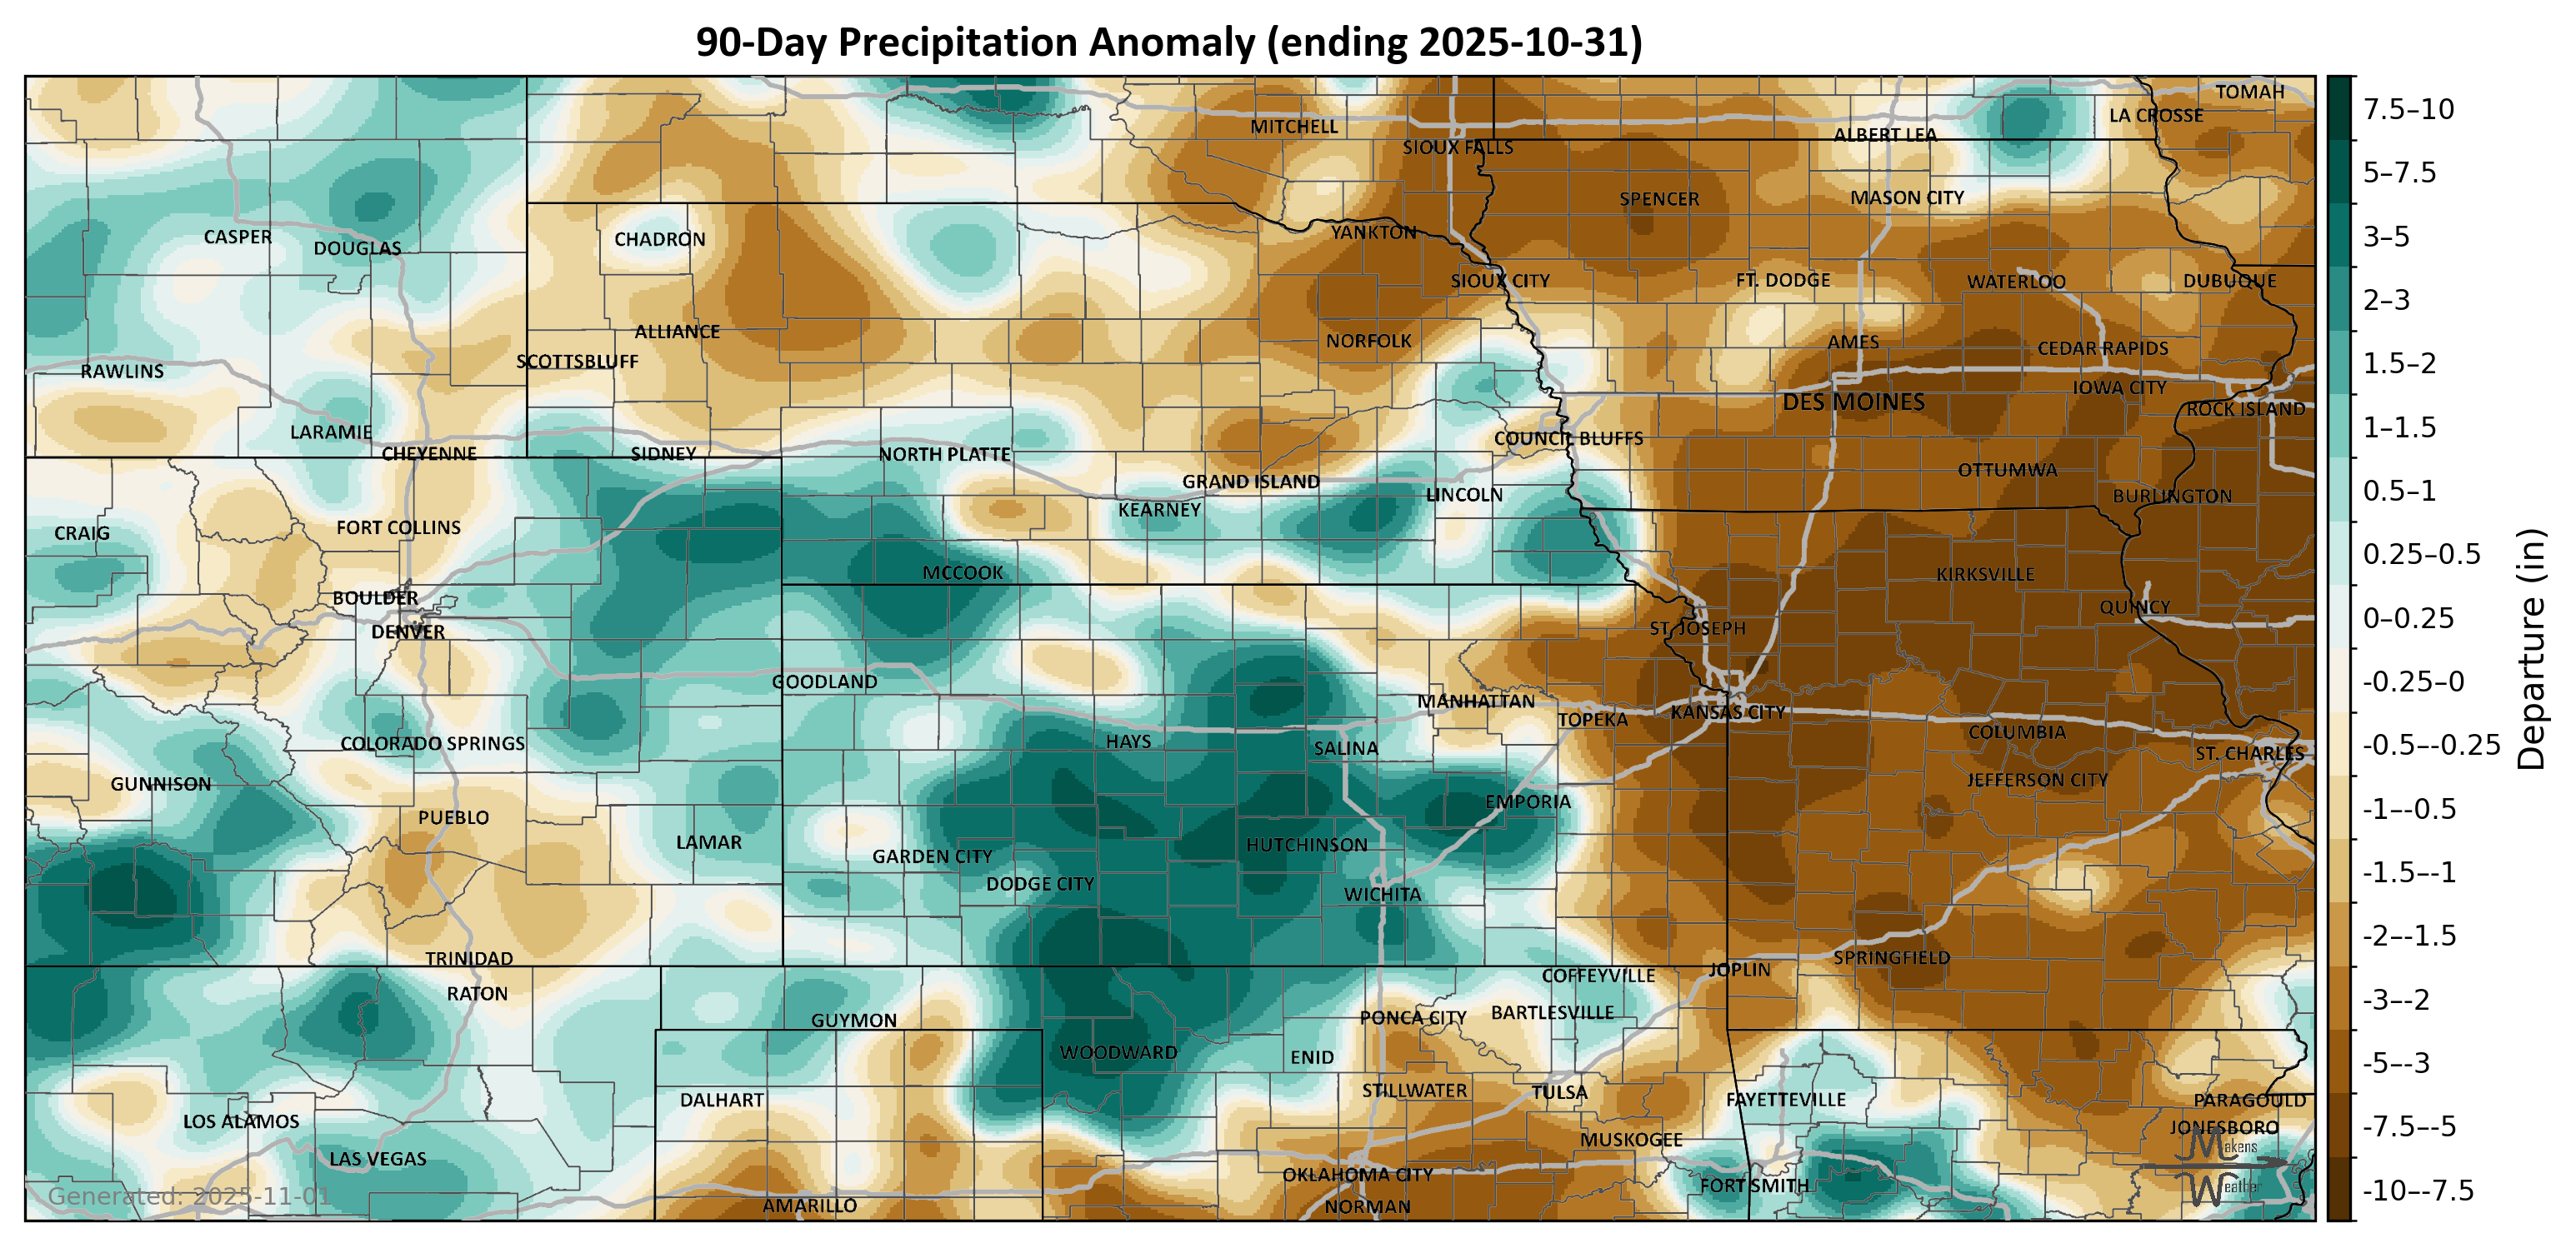 90-Day Precipitation Anomaly (ending 2025-10-31)
TOMAH
LA CROSSE
MITCHELL
ALBERT LEA
SIOUX FALLS
SPENCER
MASON CITY
CASPER
DOUGLAS
CHADRON
YANKTON
SIOUX CITY
FT. DODGE
WATERLOO
DUBUQUE
ALLIANCE
NORFOLK
AMES
CEDAR RAPIDS
SCOTTSBLUFF
RAWLINS
IOWA CITY
DES MOINES
ROCK ISLAND
LARAMIE
COUNCIL BLUFFS
CHEYENNE
SIDNEY
NORTH PLATTE
OTTUMWA
GRAND ISLAND
LINCOLN
BURLINGTON
KEARNEY
CRAIG
FORT COLLINS
MCCOOK
KIRKSVILLE
BOULDER
QUINCY
DENVER
ST. JOSEPH
GOODLAND
MANHATTAN
TOPEKA
KANSAS CITY
COLUMBIA
COLORADO SPRINGS
HAYS
SALINA
ST. CHARLES
GUNNISON
JEFFERSON CITY
PUEBLO
EMPORIA
LAMAR
HUTCHINSON
GARDEN CITY
DODGE CITY
WICHITA
TRINIDAD
SPRINGFIELD
COFFEYVILLE
JOPLIN
RATON
GUYMON
PONCA CITY
BARTLESVILLE
WOODWARD
ENID
DALHART
STILLWATER
TULSA
FAYETTEVILLE
PARAGOULD
LOS ALAMOS
JONESBORO
MUSKOGEE
LAS VEGAS
OKLAHOMA CITY
FORT SMITH
AMARILLO
NORMAN
Generated: 2025-11-01
Makens
Weather
7.5–10
5–7.5
3–5
2–3
1.5–2
1–1.5
0.5–1
0.25–0.5
0–0.25
-0.25–0
-0.5–-0.25
-1–-0.5
-1.5–-1
-2–-1.5
-3–-2
-5–-3
-7.5–-5
-10–-7.5
Departure (in)